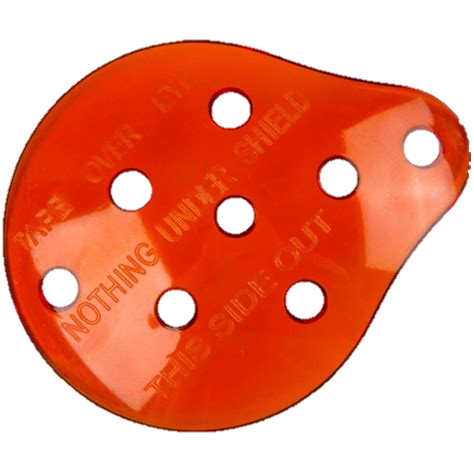 TAPE OVER EYE
NOTHING UNDER SHIELD
THIS SIDE OUT